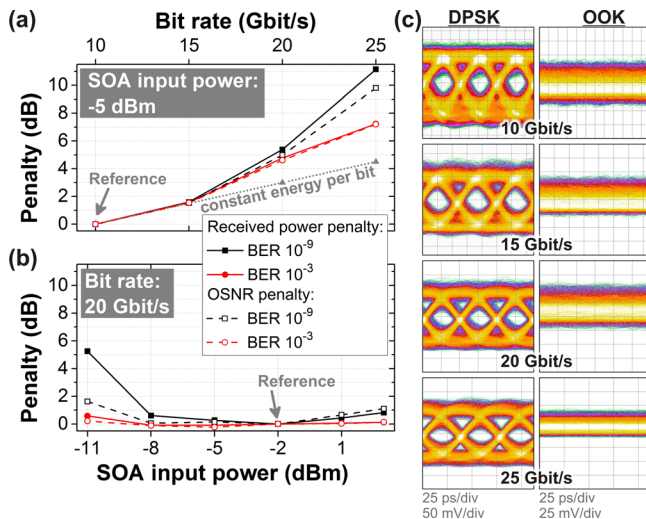 (a)
Bit rate (Gbit/s)
10 15 20 25
SOA input power:
-5 dBm
Penalty (dB)
10
8
6
4
2
0
Reference
constant energy per bit
Received power penalty:
BER 10⁻⁹
BER 10⁻³
OSNR penalty:
BER 10⁻⁹
BER 10⁻³
(b)
Bit rate:
20 Gbit/s
Penalty (dB)
10
8
6
4
2
0
Reference
-11 -8 -5 -2 1
SOA input power (dBm)
(c)
DPSK OOK
10 Gbit/s
15 Gbit/s
20 Gbit/s
25 Gbit/s
25 ps/div 25 ps/div
50 mV/div 25 mV/div